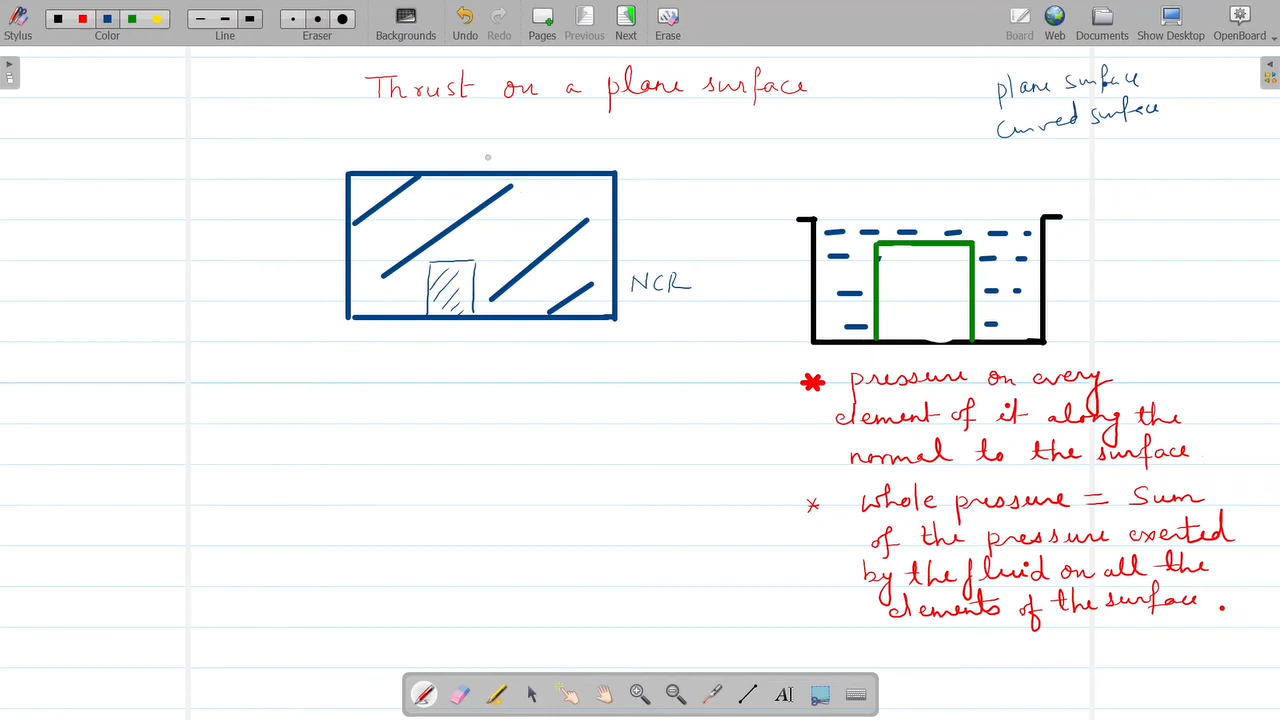 Stylus
Color
Line
Eraser
Backgrounds
Undo
Redo
Pages
Previous
Next
Erase
Board
Web
Documents
Show Desktop
OpenBoard
Thrust on a plane surface
plane surface
curved surface
NCR
* pressure on every
element of it along the
normal to the surface
* whole pressure = Sum
of the pressure exerted
by the fluid on all the
elements of the surface.